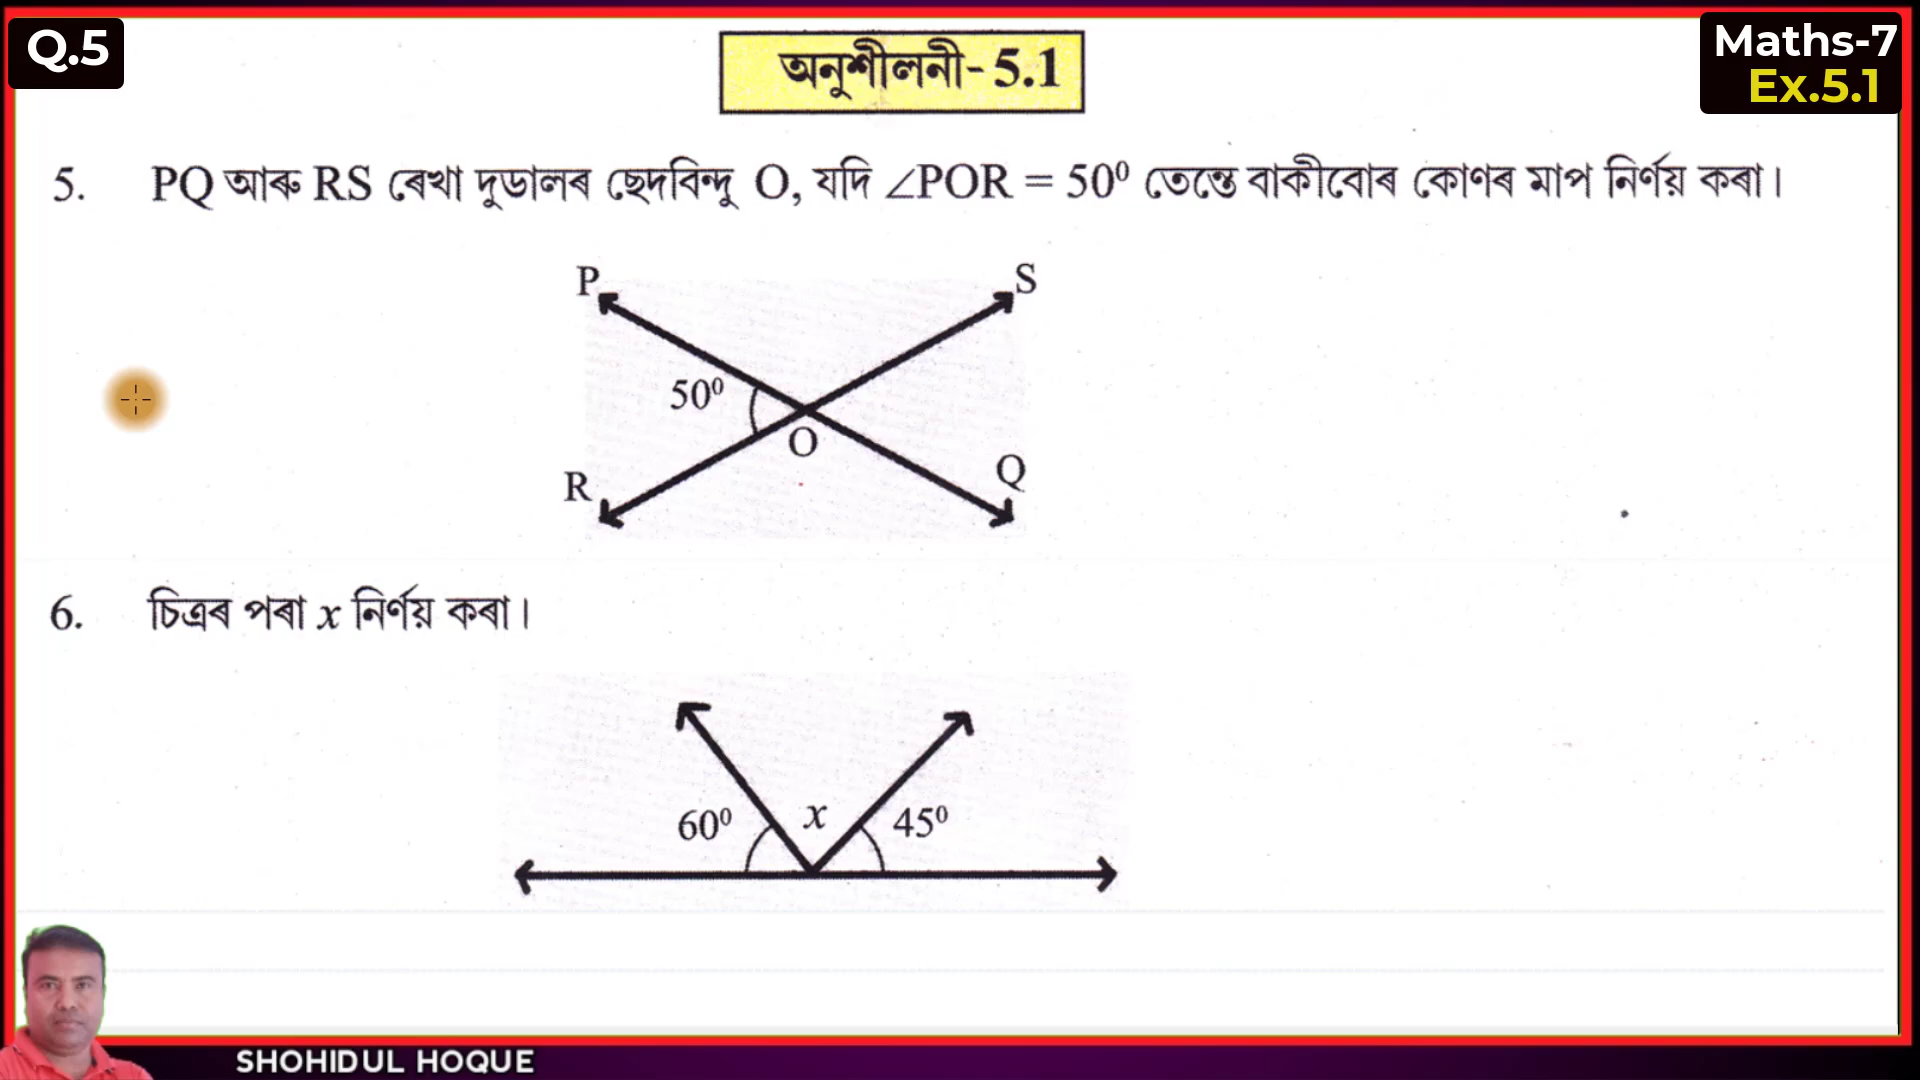 Q.5
অনুশীলনী- 5.1
Maths-7
Ex.5.1
5. PQ আৰু RS ৰেখা দুডালৰ ছেদবিন্দু O, যদি ∠POR = 50⁰ তেন্তে বাকীবোৰ কোণৰ মাপ নিৰ্ণয় কৰা।
P
S
50⁰
O
R
Q
6. চিত্ৰৰ পৰা x নিৰ্ণয় কৰা।
60⁰
x
45⁰
SHOHIDUL HOQUE